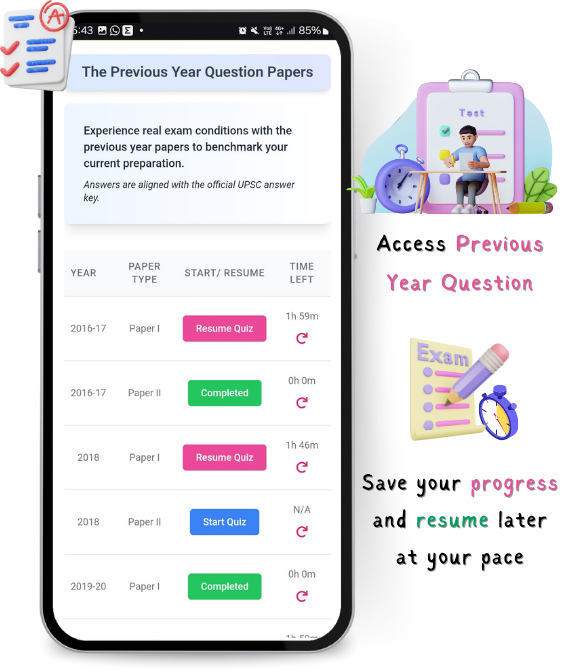 A
5:43
Vo) LTE 4G+ 85%
The Previous Year Question Papers
Experience real exam conditions with the
previous year papers to benchmark your
current preparation.
Answers are aligned with the official UPSC answer
key.
YEAR PAPER TYPE START/ RESUME TIME LEFT
2016-17 Paper I Resume Quiz 1h 59m
2016-17 Paper II Completed 0h 0m
2018 Paper I Resume Quiz 1h 46m
2018 Paper II Start Quiz N/A
2019-20 Paper I Completed 0h 0m
Test
Access Previous
Year Question
Exam
Save your progress
and resume later
at your pace